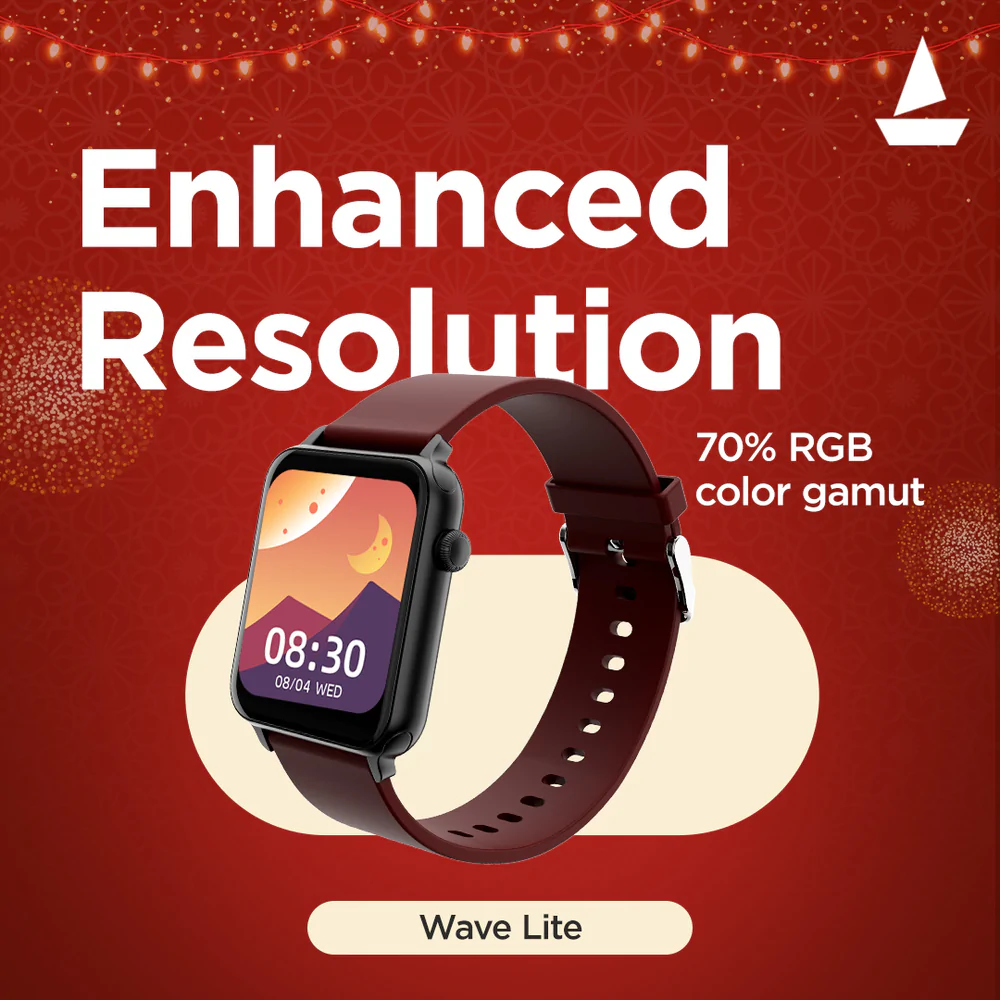 Enhanced
Resolution
70% RGB
color gamut
08:30
08/04 WED
Wave Lite